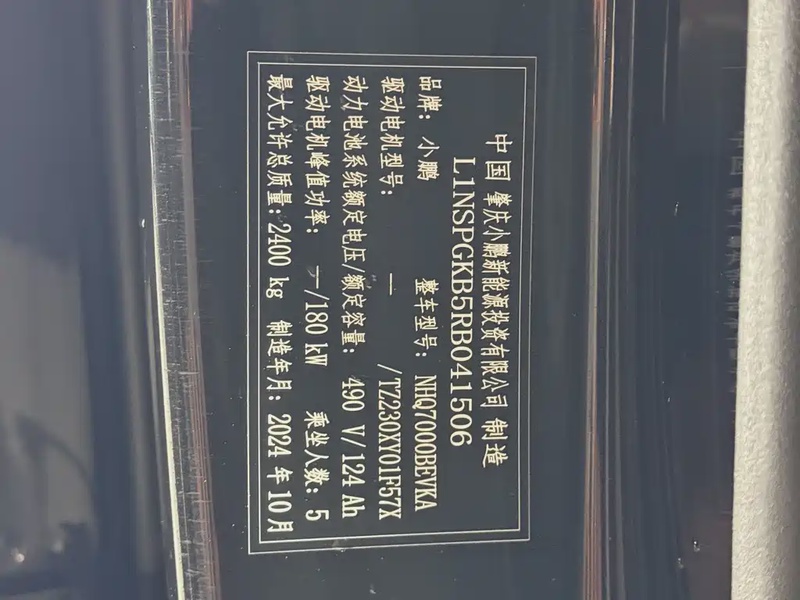 中国 肇庆小鹏新能源投资有限公司 制造
L1NSPGKB5RB041506
品牌: 小鹏 整车型号: NHQ7000BEVKA
驱动电机型号: — /TZ230XY01F57X
动力电池系统额定电压/额定容量: 490 V/124 Ah
驱动电机峰值功率: —/180 kW 乘坐人数: 5
最大允许总质量: 2400 kg 制造年月: 2024 年 10 月